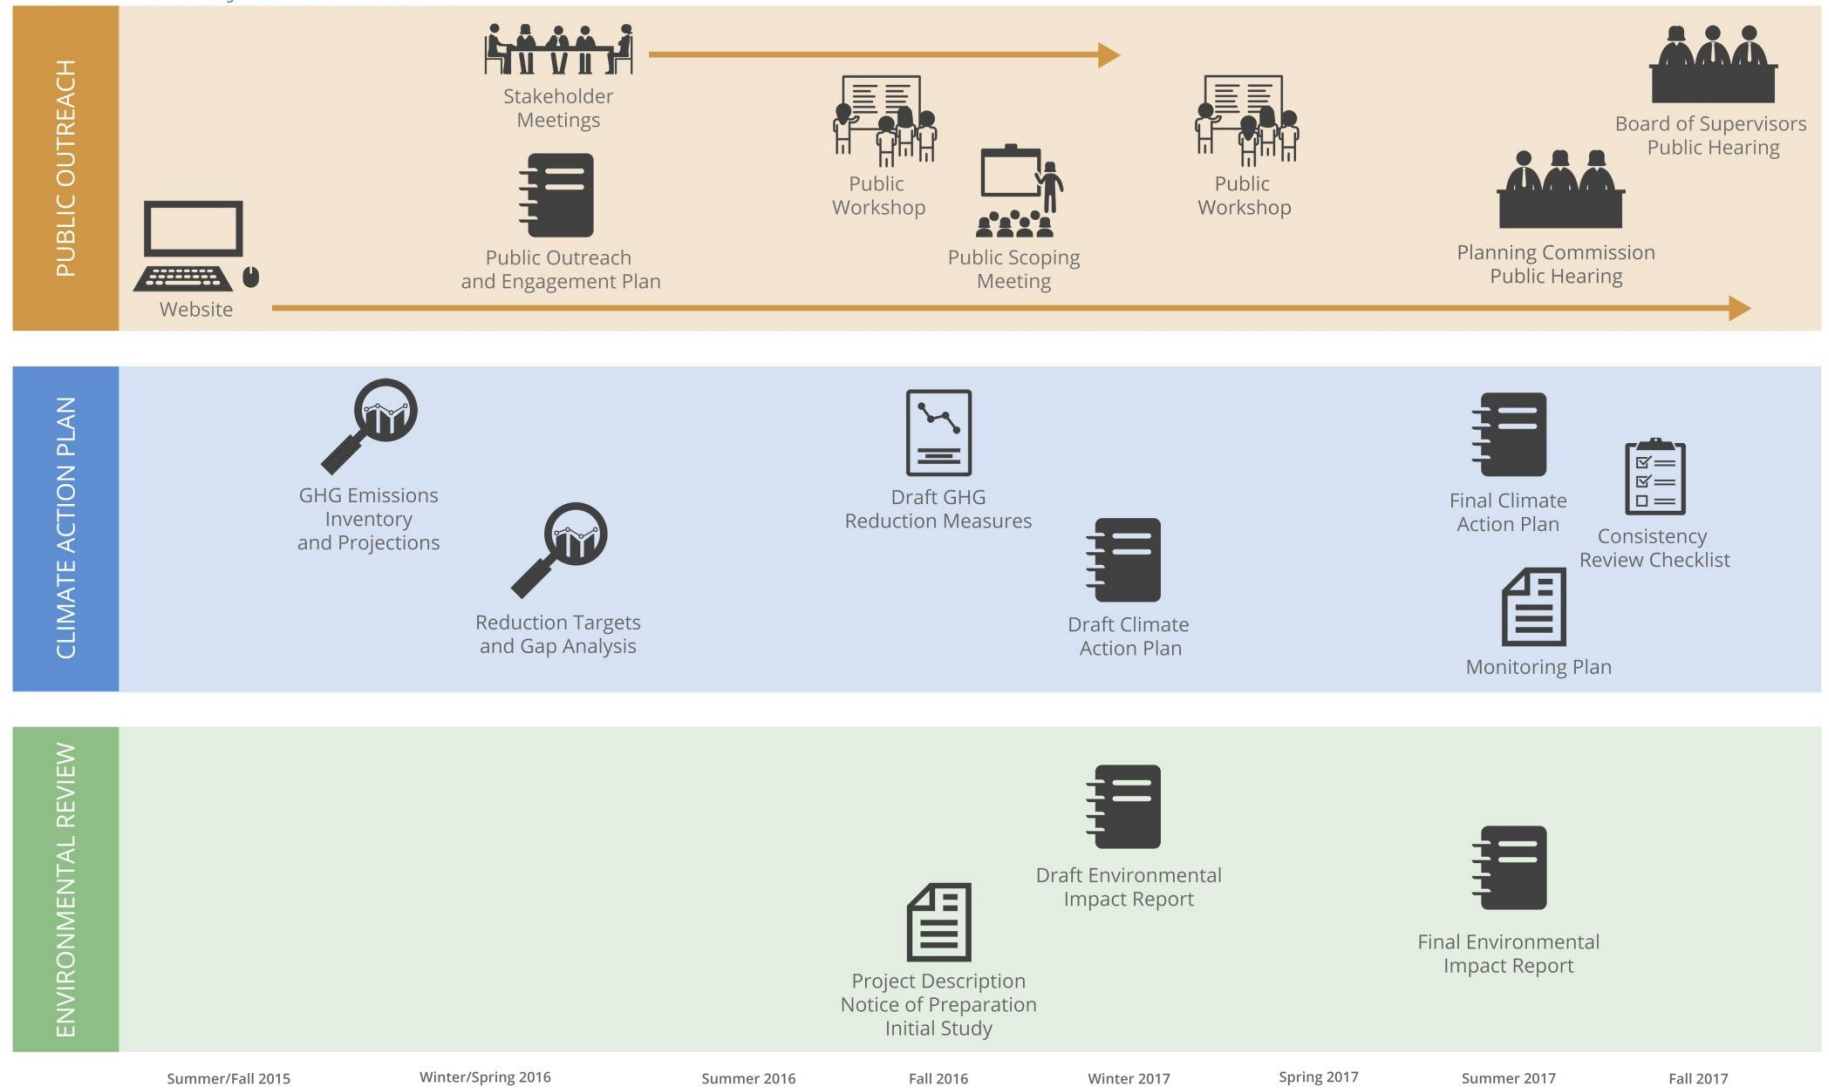 PUBLIC OUTREACH
Stakeholder
Meetings
Public Outreach
and Engagement Plan
Website
Public
Workshop
Public Scoping
Meeting
Public
Workshop
Board of Supervisors
Public Hearing
Planning Commission
Public Hearing
CLIMATE ACTION PLAN
GHG Emissions
Inventory
and Projections
Reduction Targets
and Gap Analysis
Draft GHG
Reduction Measures
Draft Climate
Action Plan
Final Climate
Action Plan
Consistency
Review Checklist
Monitoring Plan
ENVIRONMENTAL REVIEW
Draft Environmental
Impact Report
Project Description
Notice of Preparation
Initial Study
Final Environmental
Impact Report
Summer/Fall 2015
Winter/Spring 2016
Summer 2016
Fall 2016
Winter 2017
Spring 2017
Summer 2017
Fall 2017